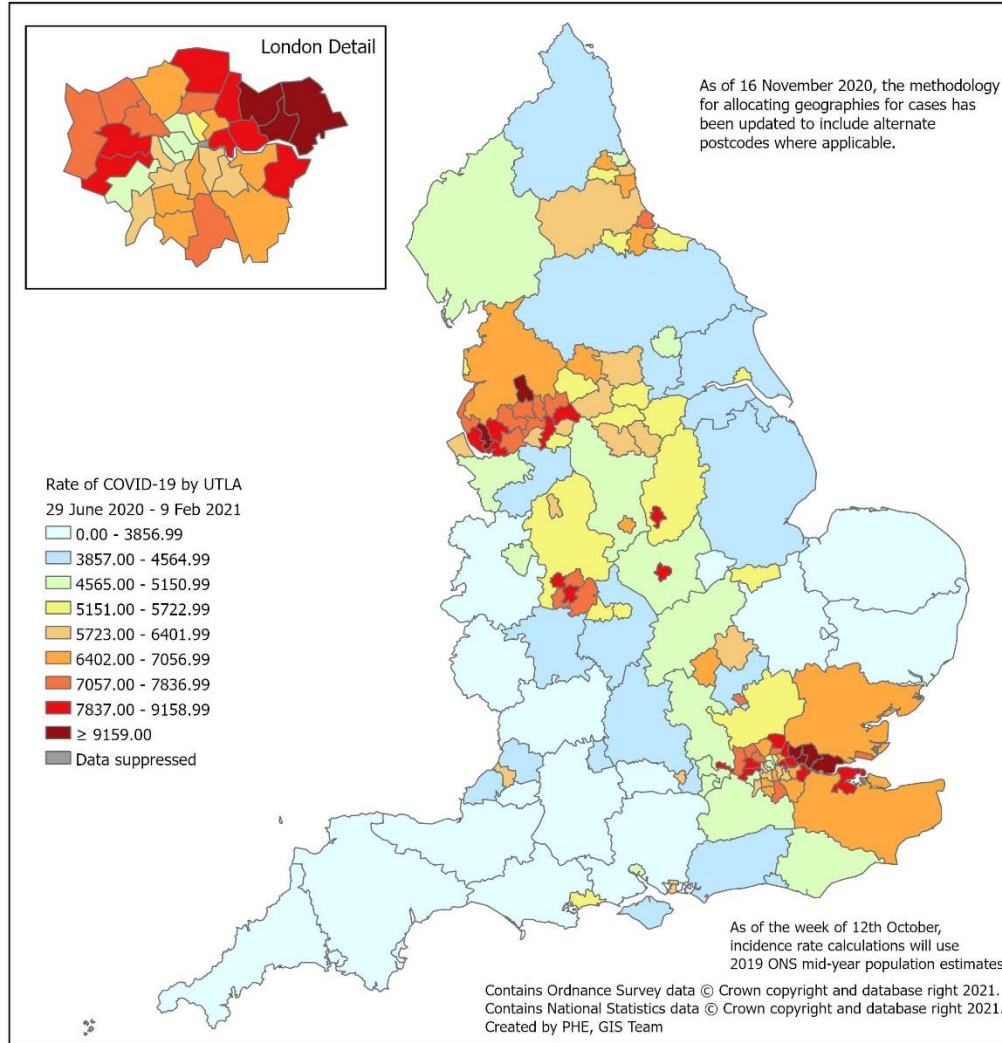 London Detail
As of 16 November 2020, the methodology
for allocating geographies for cases has
been updated to include alternate
postcodes where applicable.
Rate of COVID-19 by UTLA
29 June 2020 - 9 Feb 2021
0.00 - 3856.99
3857.00 - 4564.99
4565.00 - 5150.99
5151.00 - 5722.99
5723.00 - 6401.99
6402.00 - 7056.99
7057.00 - 7836.99
7837.00 - 9158.99
≥ 9159.00
Data suppressed
As of the week of 12th October,
incidence rate calculations will use
2019 ONS mid-year population estimates
Contains Ordnance Survey data © Crown copyright and database right 2021.
Contains National Statistics data © Crown copyright and database right 2021.
Created by PHE, GIS Team